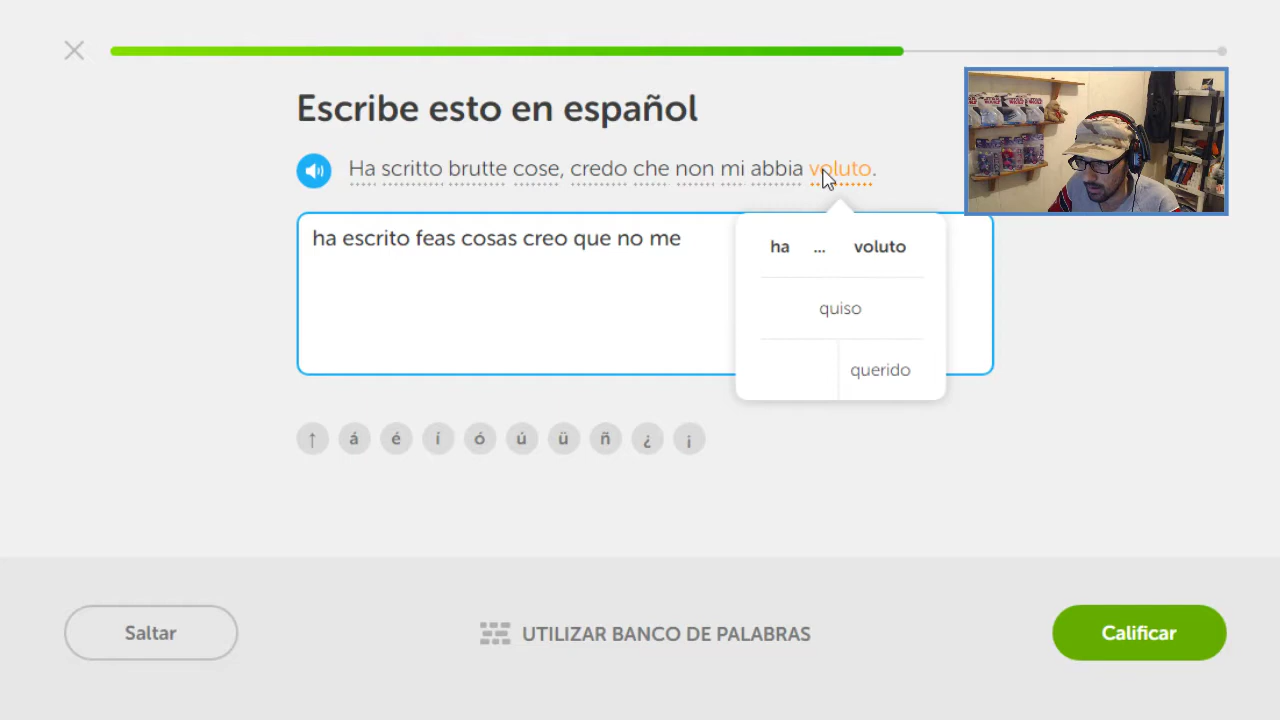 Escribe esto en español
Ha scritto brutte cose, credo che non mi abbia voluto.
ha escrito feas cosas creo que no me
ha ... voluto
quiso
querido
↑ á é í ó ú ü ñ ¿ ¡
Saltar
UTILIZAR BANCO DE PALABRAS
Calificar